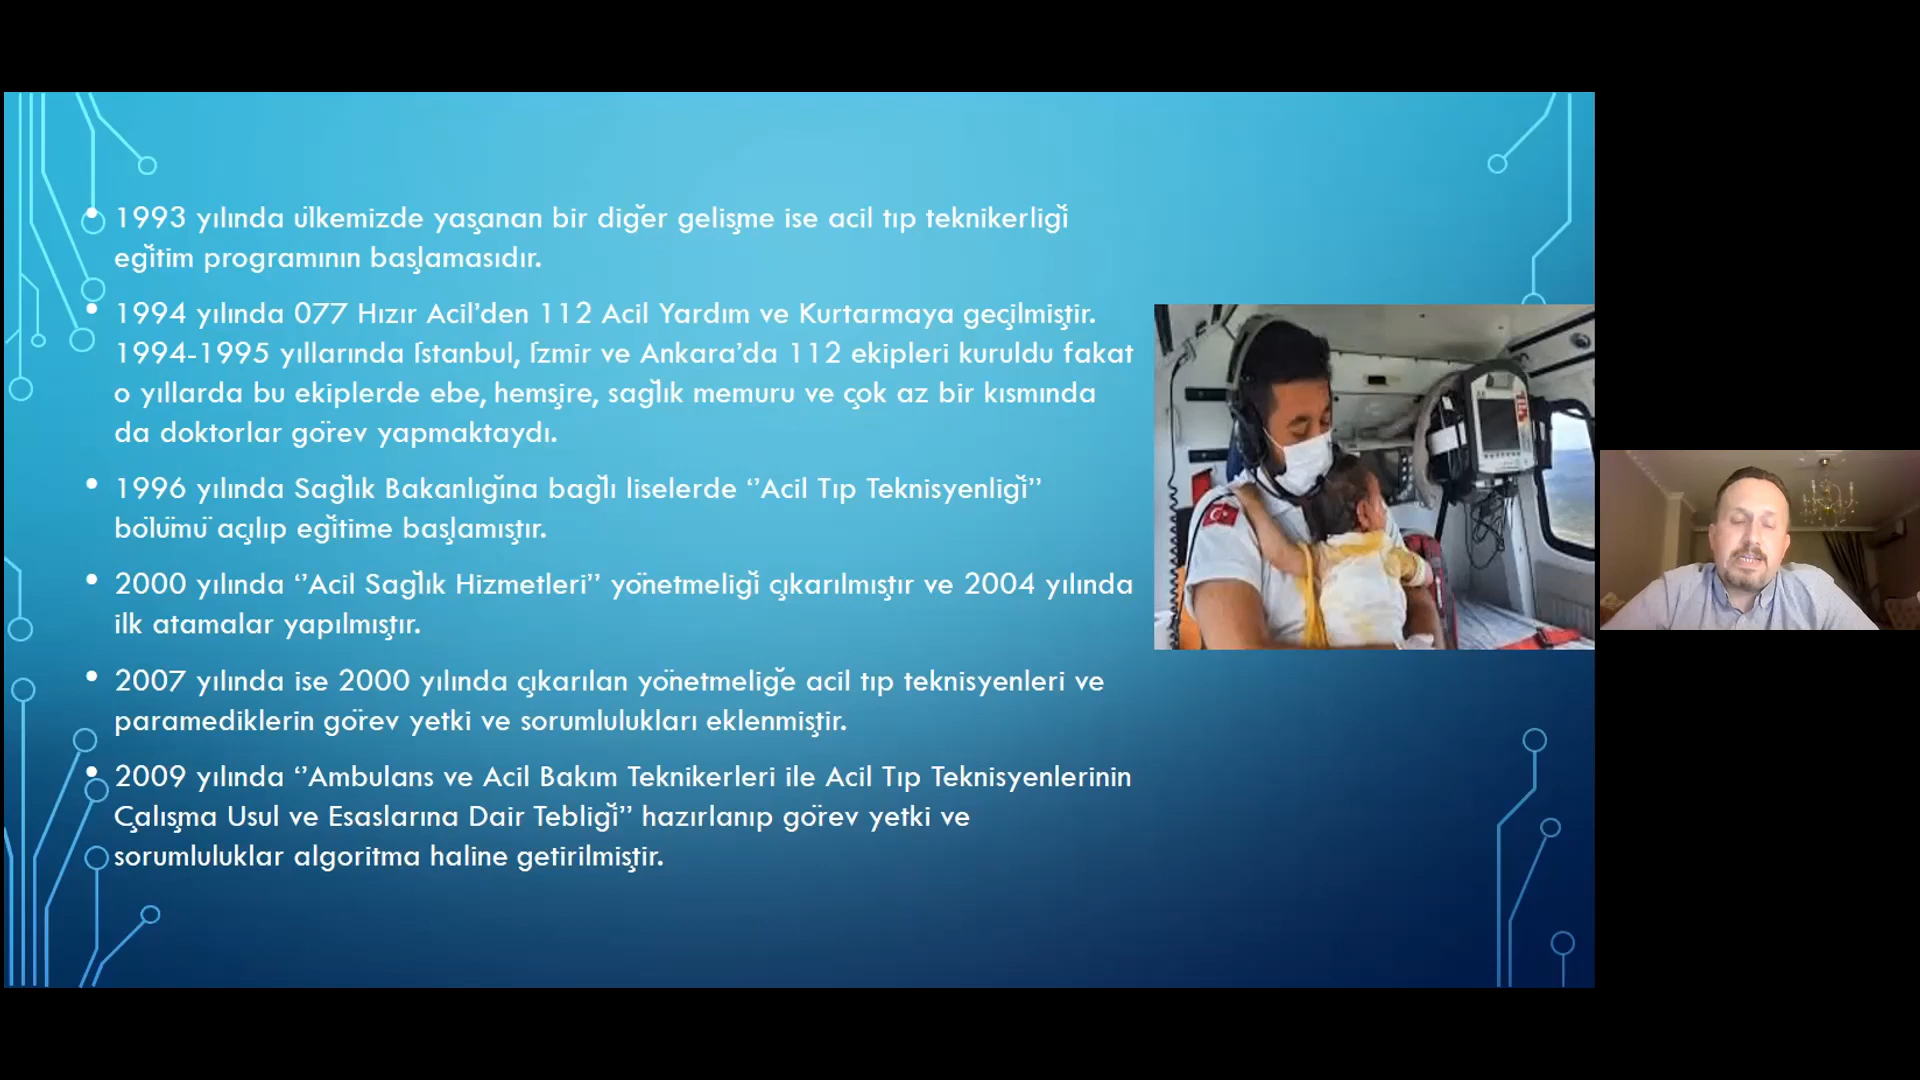 • 1993 yılında ülkemizde yaşanan bir diğer gelişme ise acil tıp teknikerliği
eğitim programının başlamasıdır.
• 1994 yılında 077 Hızır Acil’den 112 Acil Yardım ve Kurtarmaya geçilmiştir.
1994-1995 yıllarında İstanbul, İzmir ve Ankara’da 112 ekipleri kuruldu fakat
o yıllarda bu ekiplerde ebe, hemşire, sağlık memuru ve çok az bir kısmında
da doktorlar görev yapmaktaydı.
• 1996 yılında Sağlık Bakanlığına bağlı liselerde ‘’Acil Tıp Teknisyenliği’’
bölümü açılıp eğitime başlamıştır.
• 2000 yılında ‘’Acil Sağlık Hizmetleri’’ yönetmeliği çıkarılmıştır ve 2004 yılında
ilk atamalar yapılmıştır.
• 2007 yılında ise 2000 yılında çıkarılan yönetmeliğe acil tıp teknisyenleri ve
paramediklerin görev yetki ve sorumlulukları eklenmiştir.
• 2009 yılında ‘’Ambulans ve Acil Bakım Teknikerleri ile Acil Tıp Teknisyenlerinin
Çalışma Usul ve Esaslarına Dair Tebliği’’ hazırlanıp görev yetki ve
sorumluluklar algoritma haline getirilmiştir.